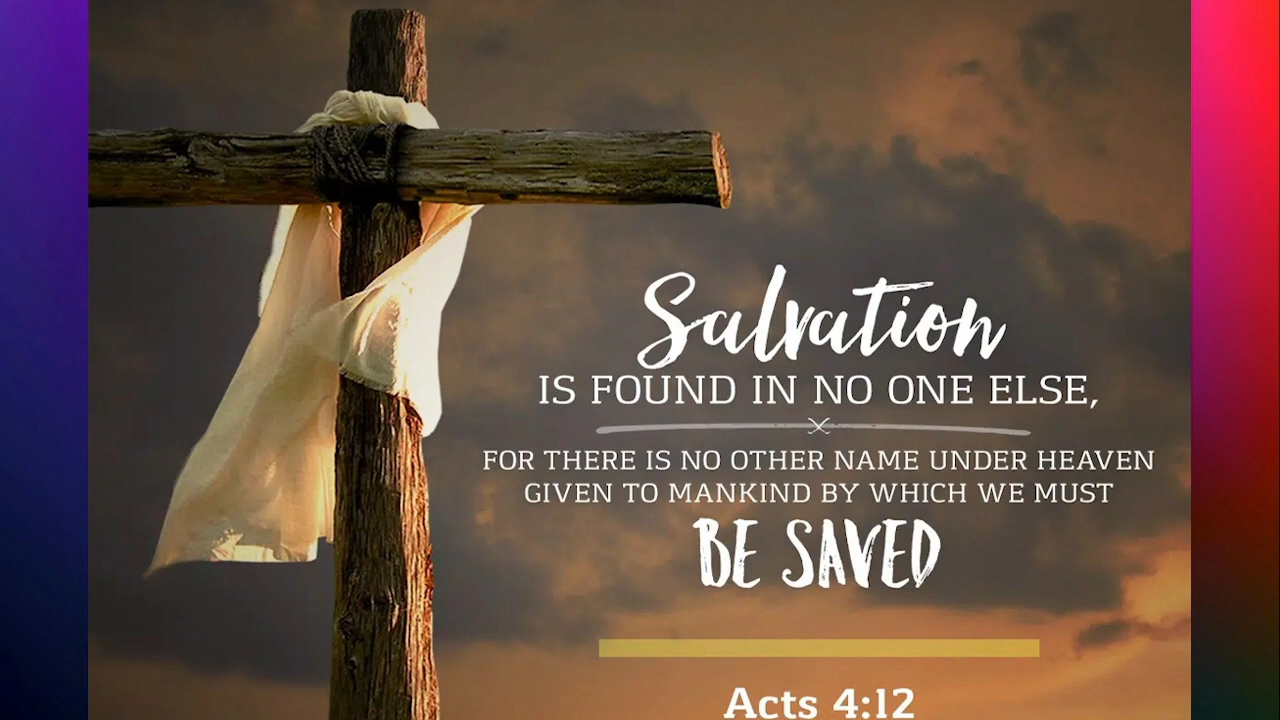 Salvation
IS FOUND IN NO ONE ELSE,
FOR THERE IS NO OTHER NAME UNDER HEAVEN
GIVEN TO MANKIND BY WHICH WE MUST
BE SAVED
Acts 4:12